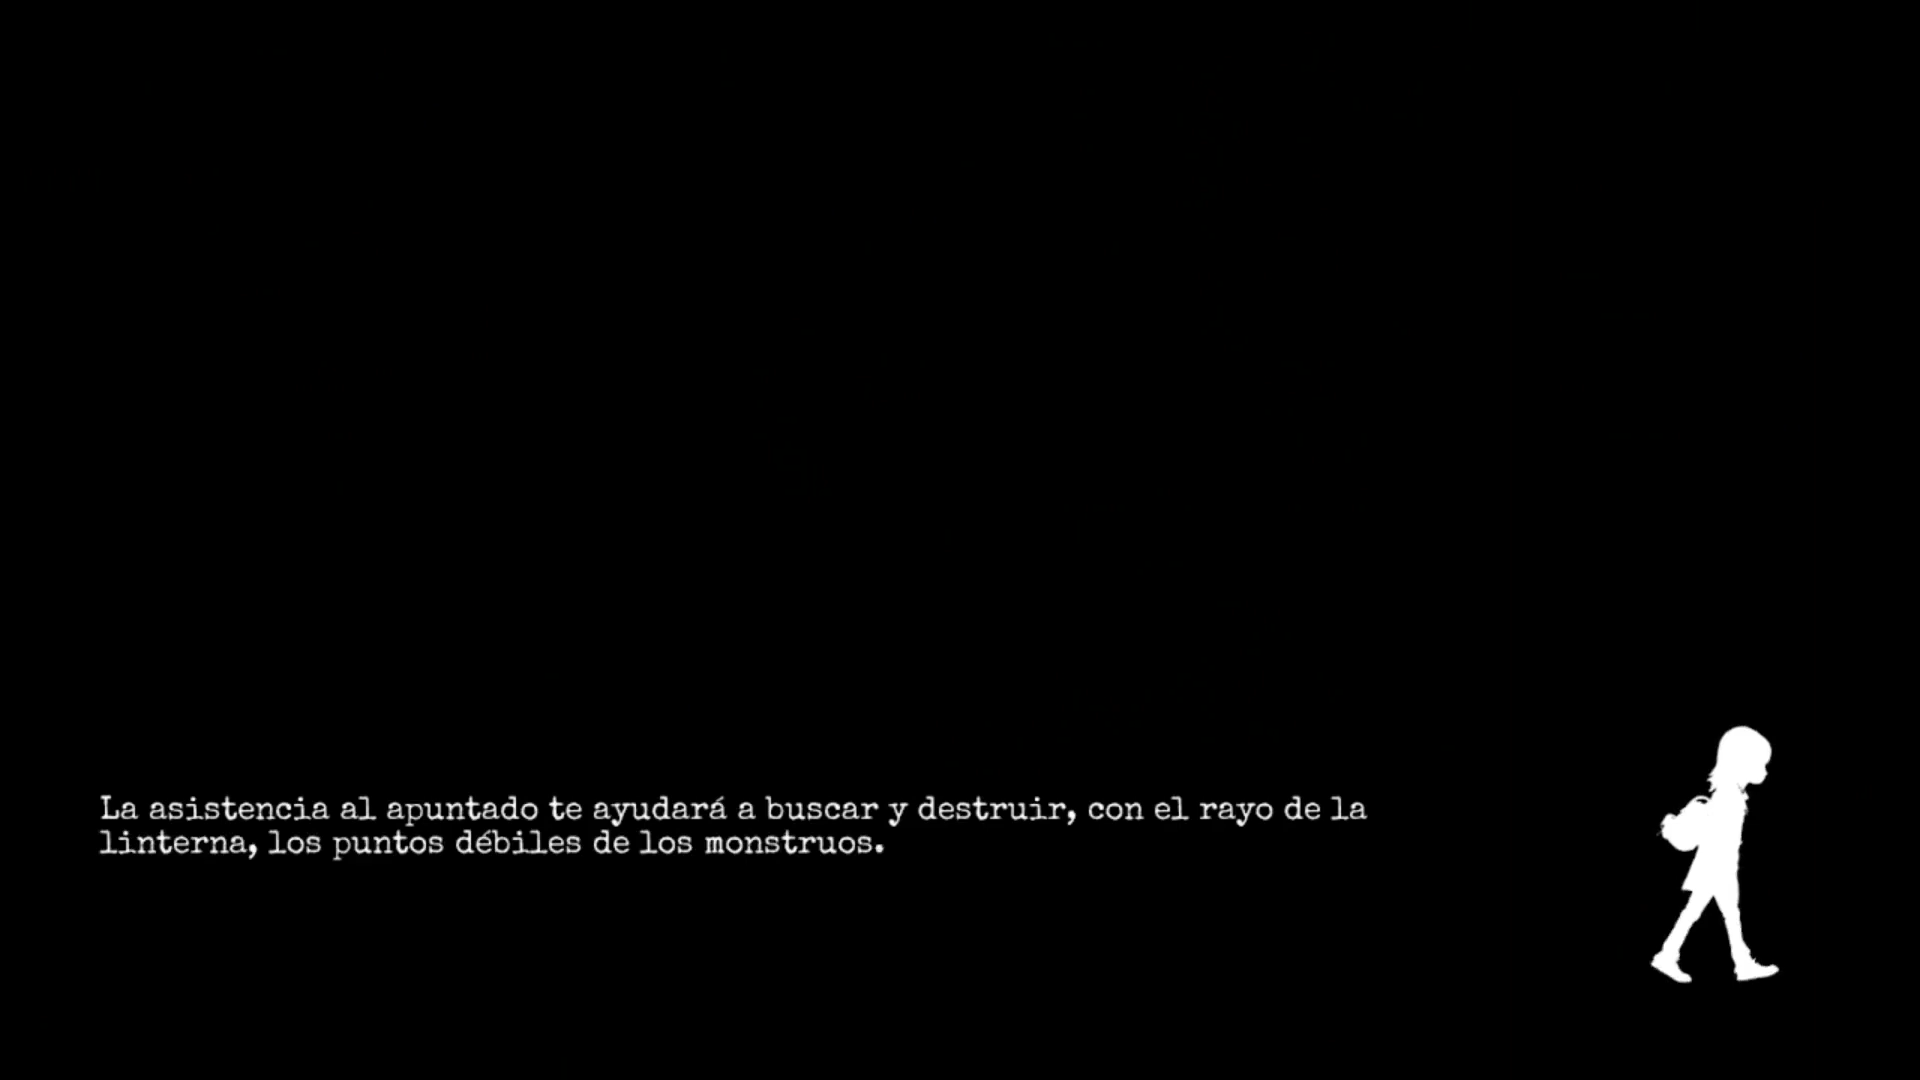 La asistencia al apuntado te ayudará a buscar y destruir, con el rayo de la
linterna, los puntos débiles de los monstruos.